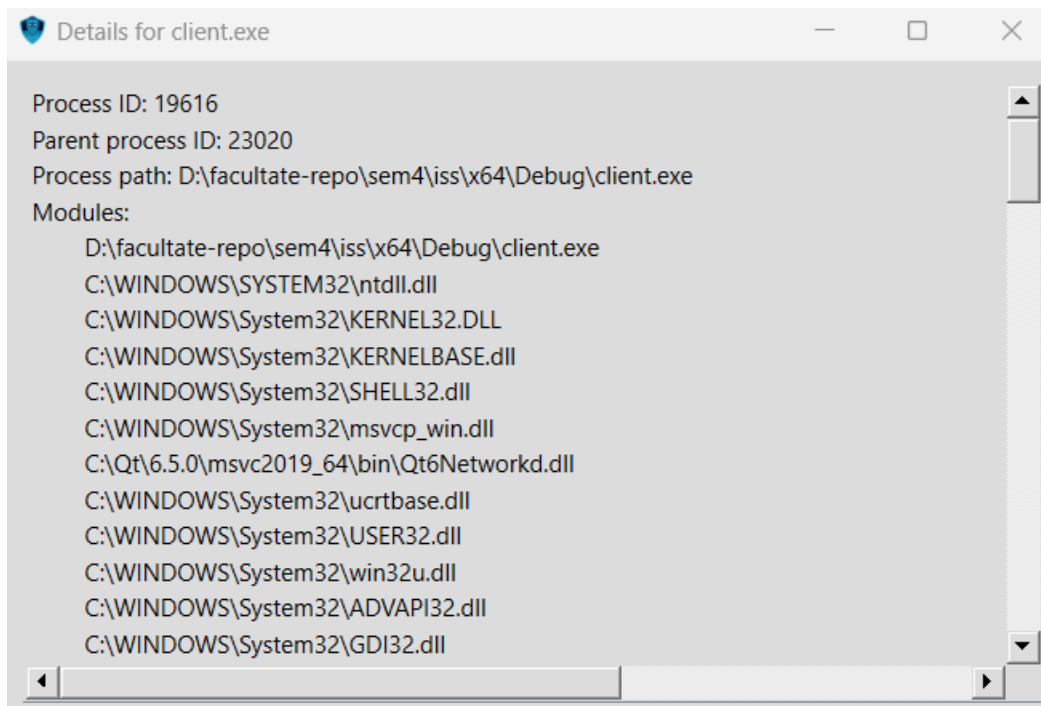 Details for client.exe
Process ID: 19616
Parent process ID: 23020
Process path: D:\facultate-repo\sem4\iss\x64\Debug\client.exe
Modules:
D:\facultate-repo\sem4\iss\x64\Debug\client.exe
C:\WINDOWS\SYSTEM32\ntdll.dll
C:\WINDOWS\System32\KERNEL32.DLL
C:\WINDOWS\System32\KERNELBASE.dll
C:\WINDOWS\System32\SHELL32.dll
C:\WINDOWS\System32\msvcp_win.dll
C:\Qt\6.5.0\msvc2019_64\bin\Qt6Networkd.dll
C:\WINDOWS\System32\ucrtbase.dll
C:\WINDOWS\System32\USER32.dll
C:\WINDOWS\System32\win32u.dll
C:\WINDOWS\System32\ADVAPI32.dll
C:\WINDOWS\System32\GDI32.dll